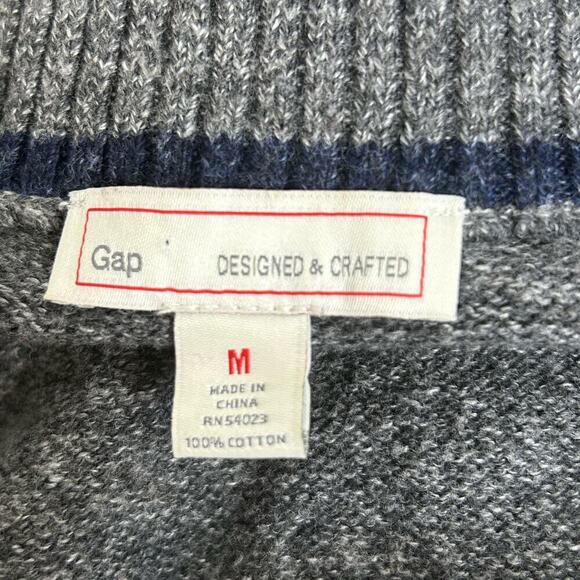 Gap DESIGNED & CRAFTED
M
MADE IN
CHINA
RN54023
100% COTTON